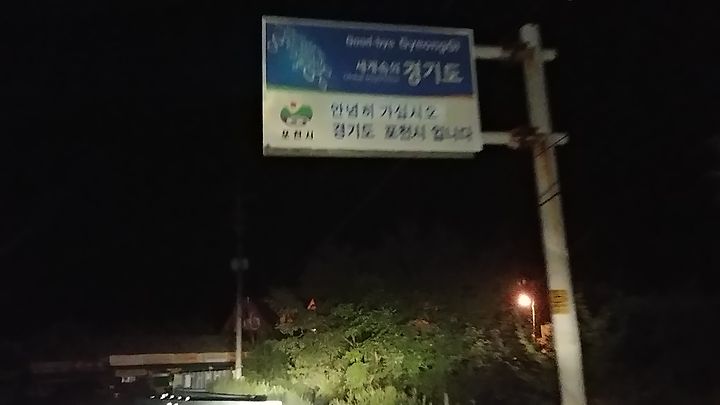 Good-bye GyeongGi
세계속의 경기도
포천시
안녕히 가십시오
경기도 포천시 입니다